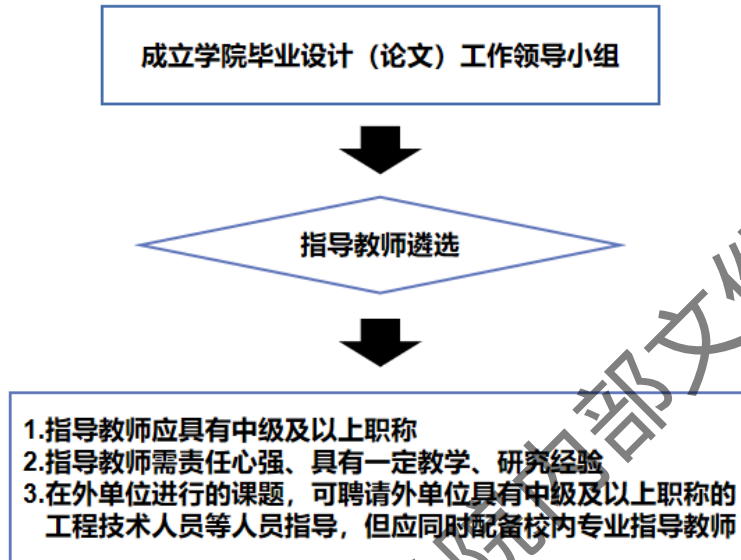 成立学院毕业设计（论文）工作领导小组
指导教师遴选
1.指导教师应具有中级及以上职称
2.指导教师需责任心强、具有一定教学、研究经验
3.在外单位进行的课题，可聘请外单位具有中级及以上职称的
工程技术人员等人员指导，但应同时配备校内专业指导教师
院内部文件